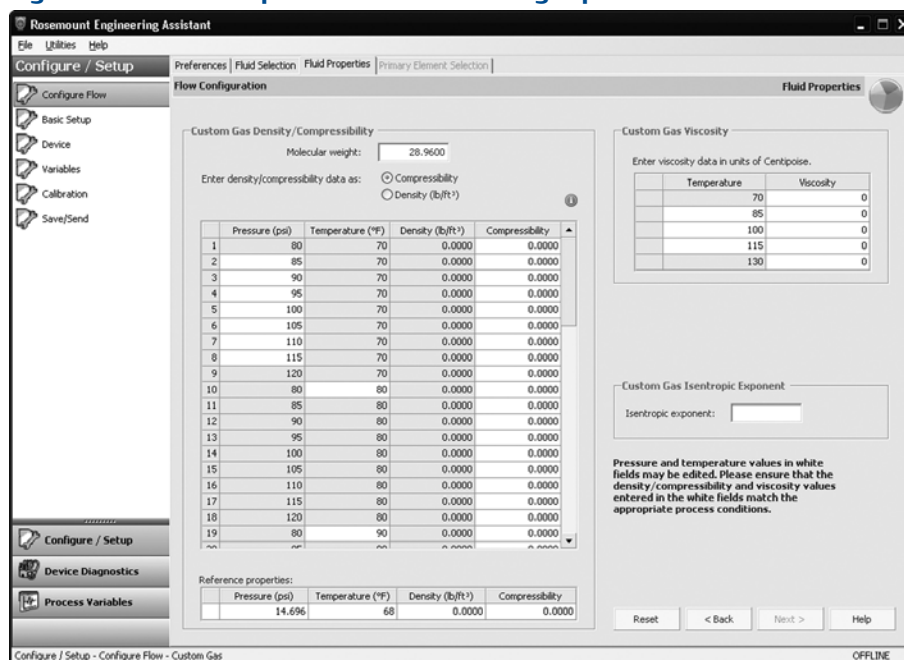 Rosemount Engineering Assistant
File Utilities Help
Configure / Setup
Preferences Fluid Selection Fluid Properties Primary Element Selection
Configure Flow
Basic Setup
Device
Variables
Calibration
Save/Send
Flow Configuration Fluid Properties
Custom Gas Density/Compressibility
Molecular weight: 28.9600
Enter density/compressibility data as: Compressibility
Density (lb/ft³)
Pressure (psi) Temperature (°F) Density (lb/ft³) Compressibility
1 80 70 0.0000 0.0000
2 85 70 0.0000 0.0000
3 90 70 0.0000 0.0000
4 95 70 0.0000 0.0000
5 100 70 0.0000 0.0000
6 105 70 0.0000 0.0000
7 110 70 0.0000 0.0000
8 115 70 0.0000 0.0000
9 120 70 0.0000 0.0000
10 80 80 0.0000 0.0000
11 85 80 0.0000 0.0000
12 90 80 0.0000 0.0000
13 95 80 0.0000 0.0000
14 100 80 0.0000 0.0000
15 105 80 0.0000 0.0000
16 110 80 0.0000 0.0000
17 115 80 0.0000 0.0000
18 120 80 0.0000 0.0000
19 80 90 0.0000 0.0000
Reference properties:
Pressure (psi) Temperature (°F) Density (lb/ft³) Compressibility
14.696 68 0.0000 0.0000
Custom Gas Viscosity
Enter viscosity data in units of Centipoise.
Temperature Viscosity
70 0
85 0
100 0
115 0
130 0
Custom Gas Isentropic Exponent
Isentropic exponent:
Pressure and temperature values in white
fields may be edited. Please ensure that the
density/compressibility and viscosity values
entered in the white fields match the
appropriate process conditions.
Reset < Back Next > Help
Configure / Setup
Device Diagnostics
Process Variables
Configure / Setup - Configure Flow - Custom Gas OFFLINE